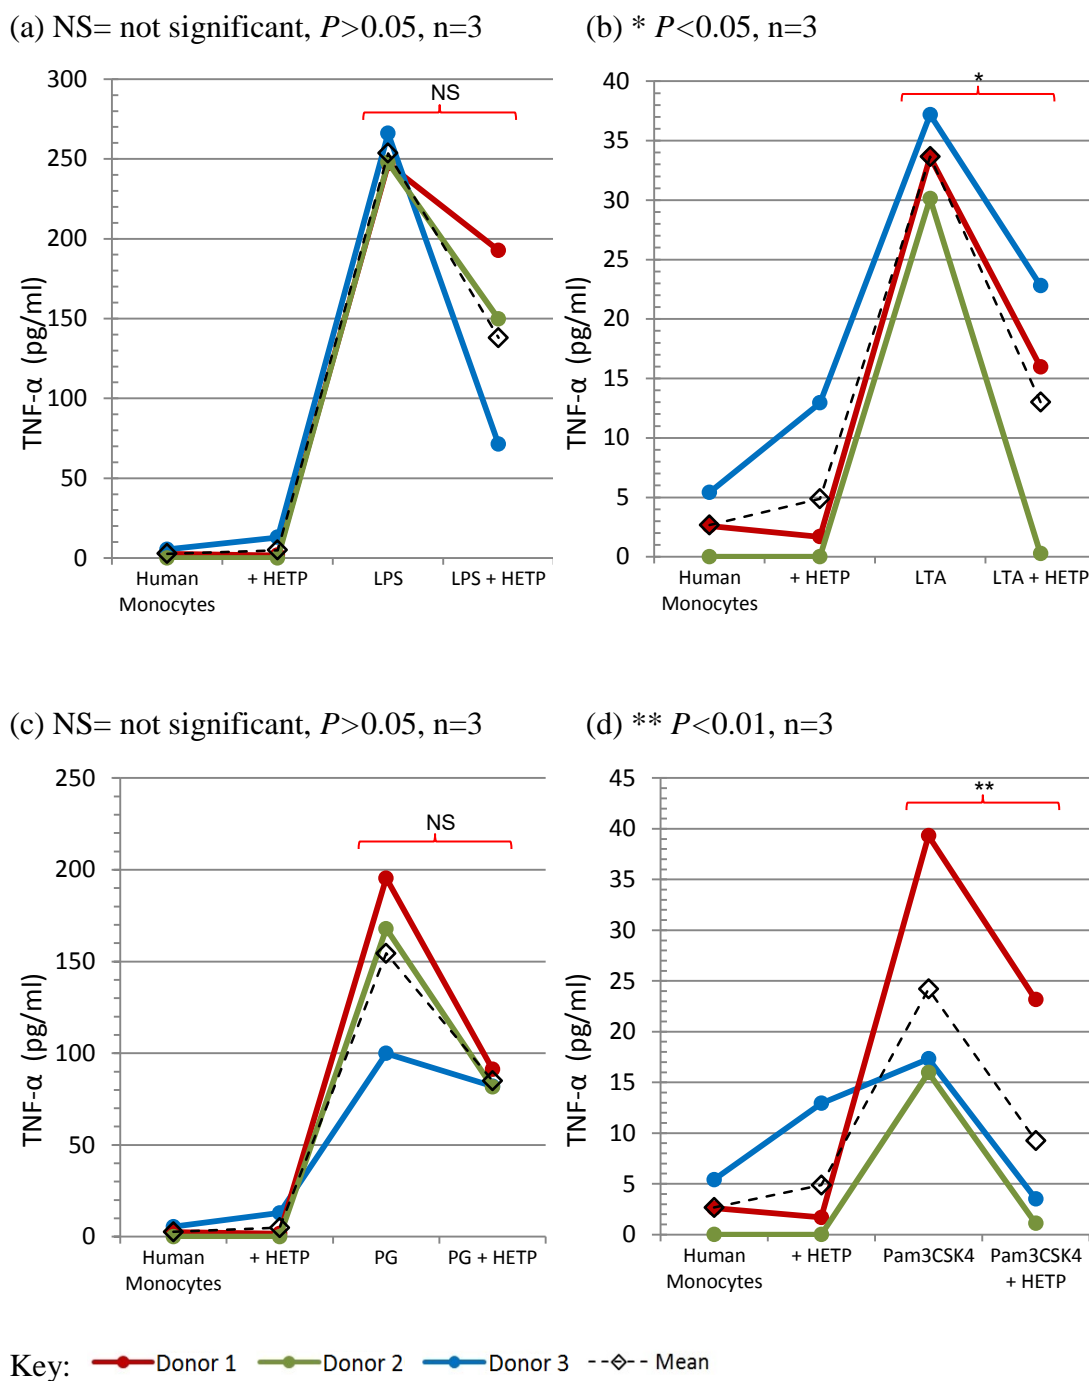 (a) NS= not significant, P>0.05, n=3
(b) * P<0.05, n=3
TNF-α (pg/ml)
300
250
200
150
100
50
0
NS
Human Monocytes
+ HETP
LPS
LPS + HETP
TNF-α (pg/ml)
40
35
30
25
20
15
10
5
0
*
Human Monocytes
+ HETP
LTA
LTA + HETP
(c) NS= not significant, P>0.05, n=3
(d) ** P<0.01, n=3
TNF-α (pg/ml)
250
200
150
100
50
0
NS
Human Monocytes
+ HETP
PG
PG + HETP
TNF-α (pg/ml)
45
40
35
30
25
20
15
10
5
0
**
Human Monocytes
+ HETP
Pam3CSK4
Pam3CSK4 + HETP
Key: Donor 1 Donor 2 Donor 3 Mean